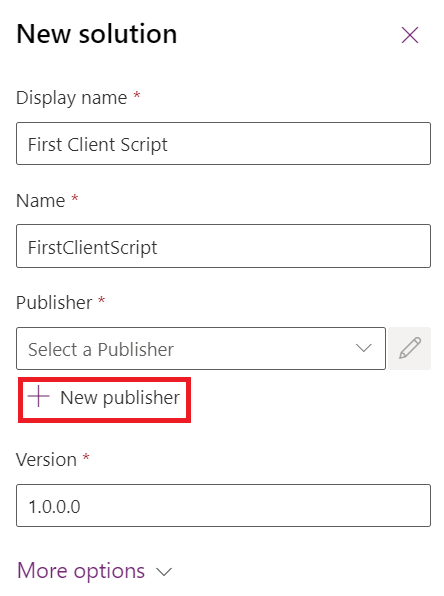 New solution
Display name *
First Client Script
Name *
FirstClientScript
Publisher *
Select a Publisher
New publisher
Version *
1.0.0.0
More options